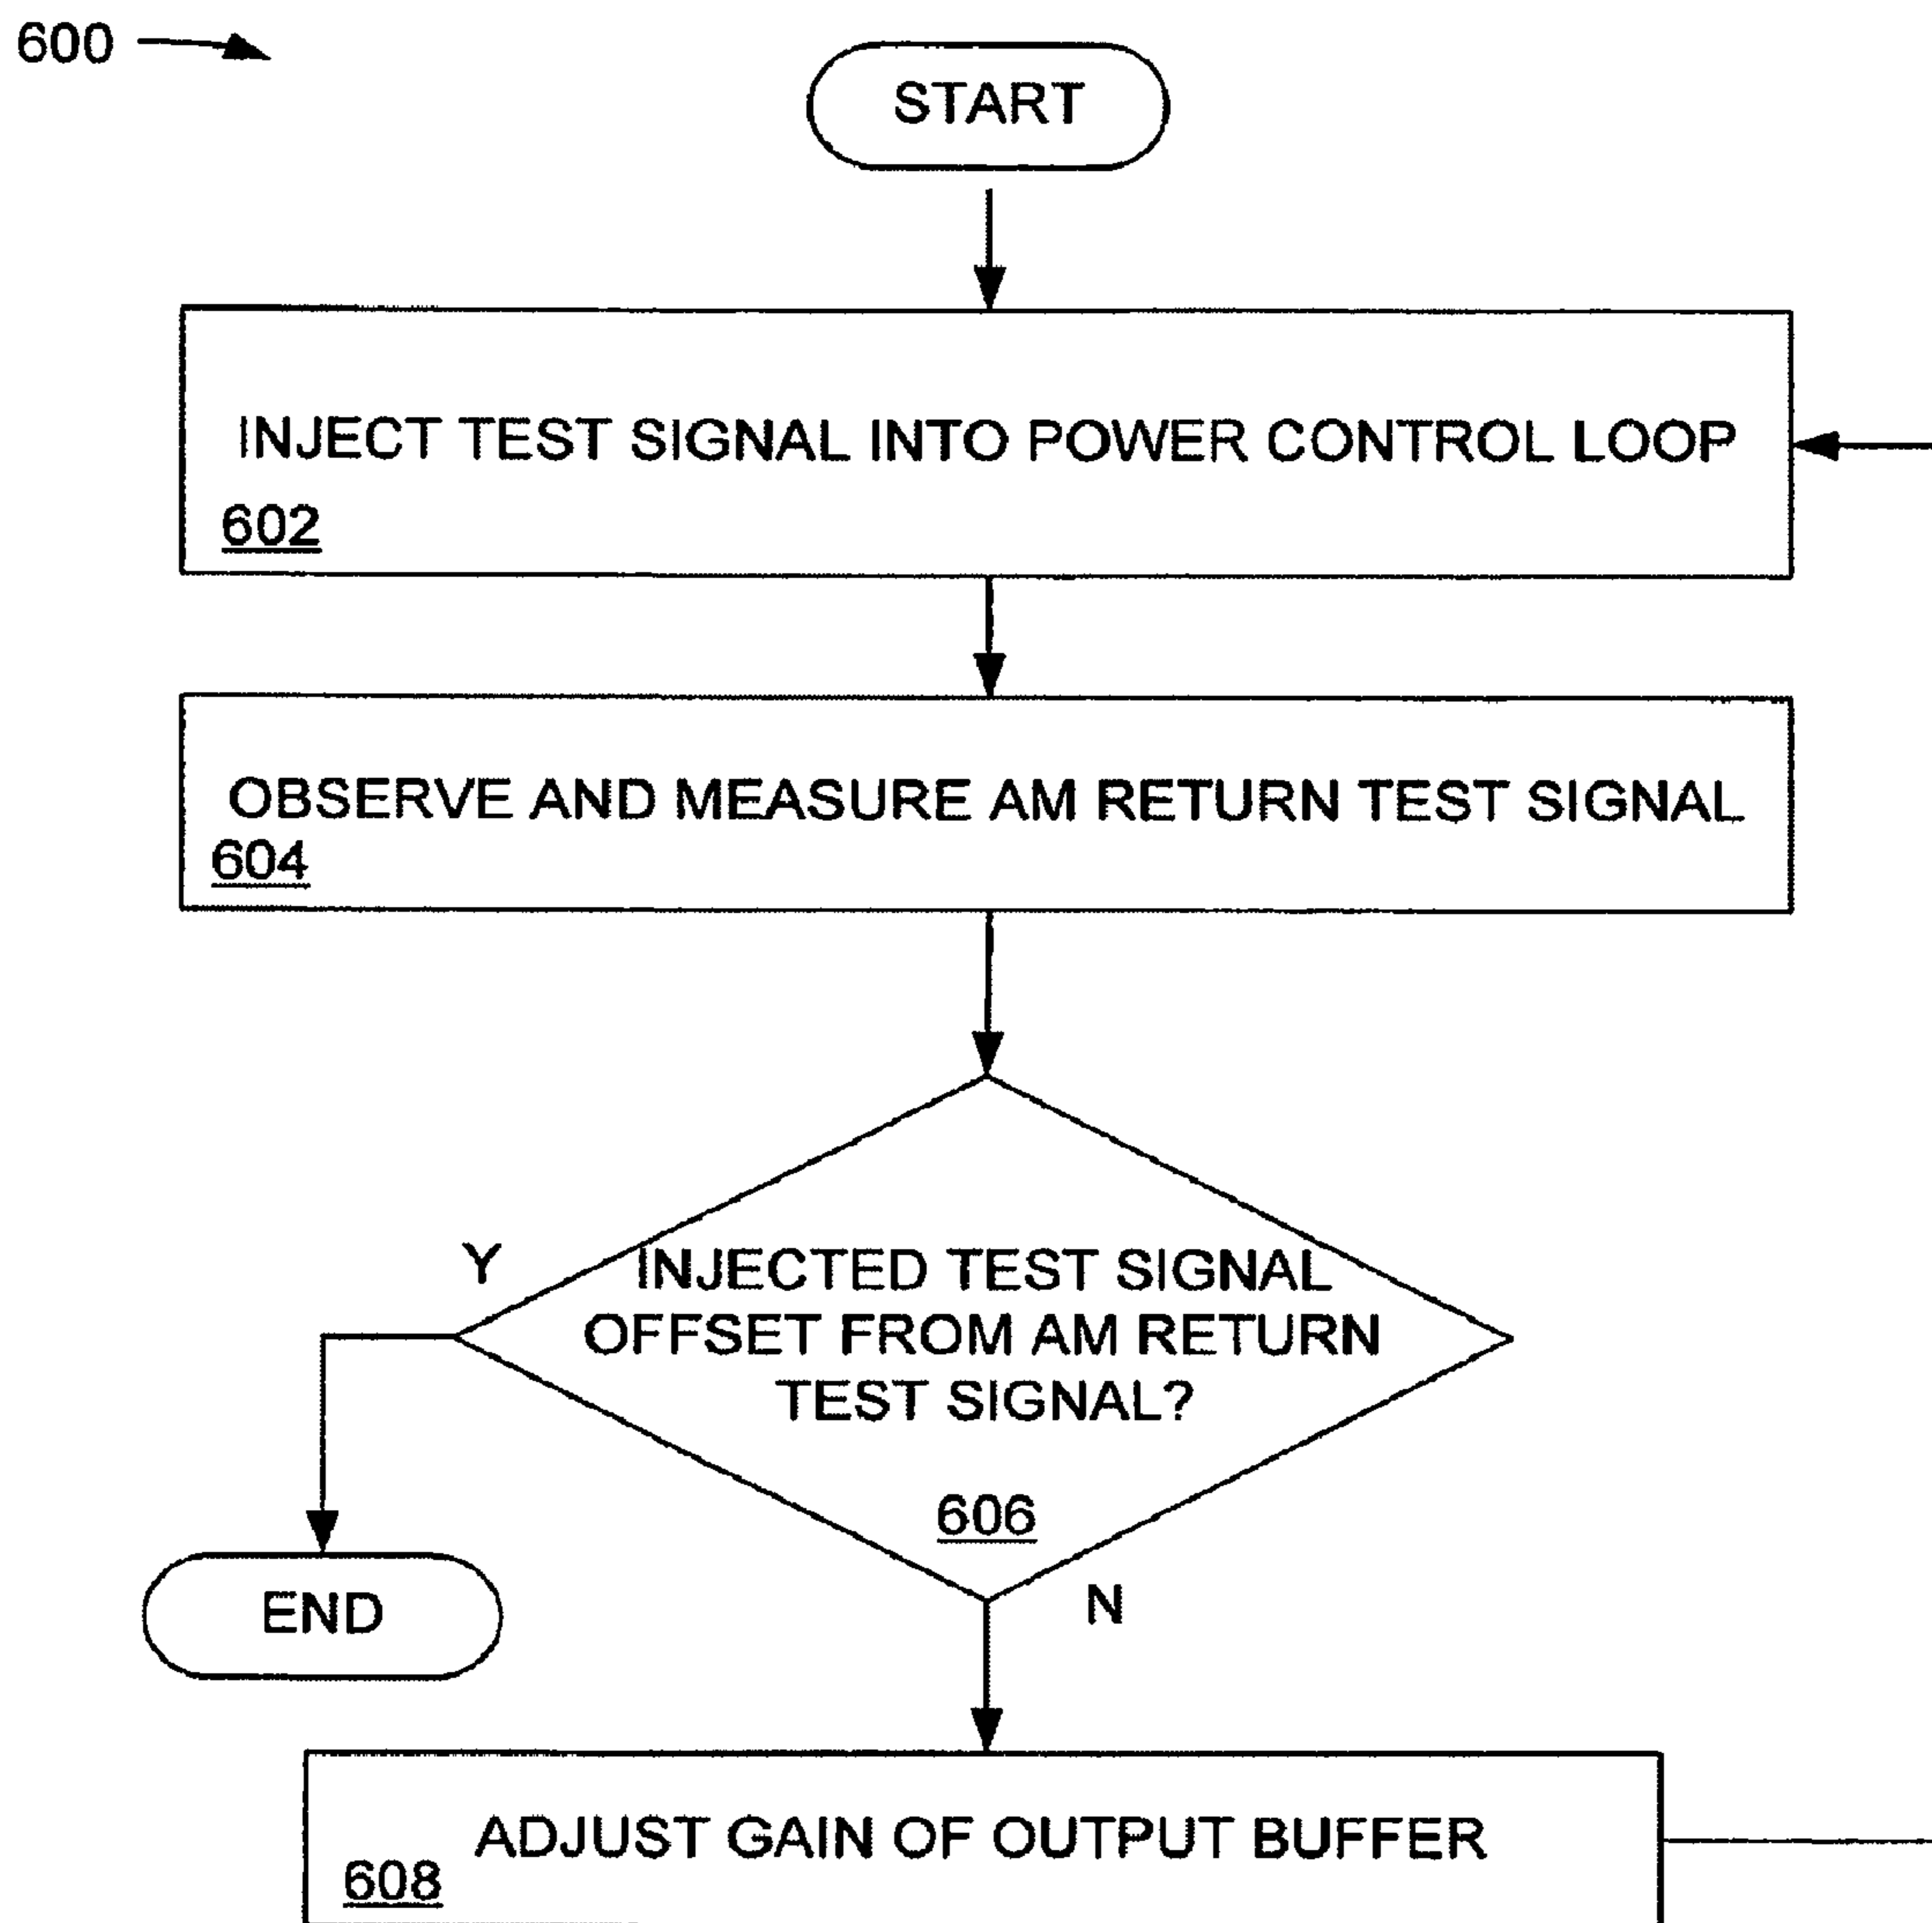 600
START
INJECT TEST SIGNAL INTO POWER CONTROL LOOP
602
OBSERVE AND MEASURE AM RETURN TEST SIGNAL
604
Y
INJECTED TEST SIGNAL
OFFSET FROM AM RETURN
TEST SIGNAL?
606
END
N
ADJUST GAIN OF OUTPUT BUFFER
608